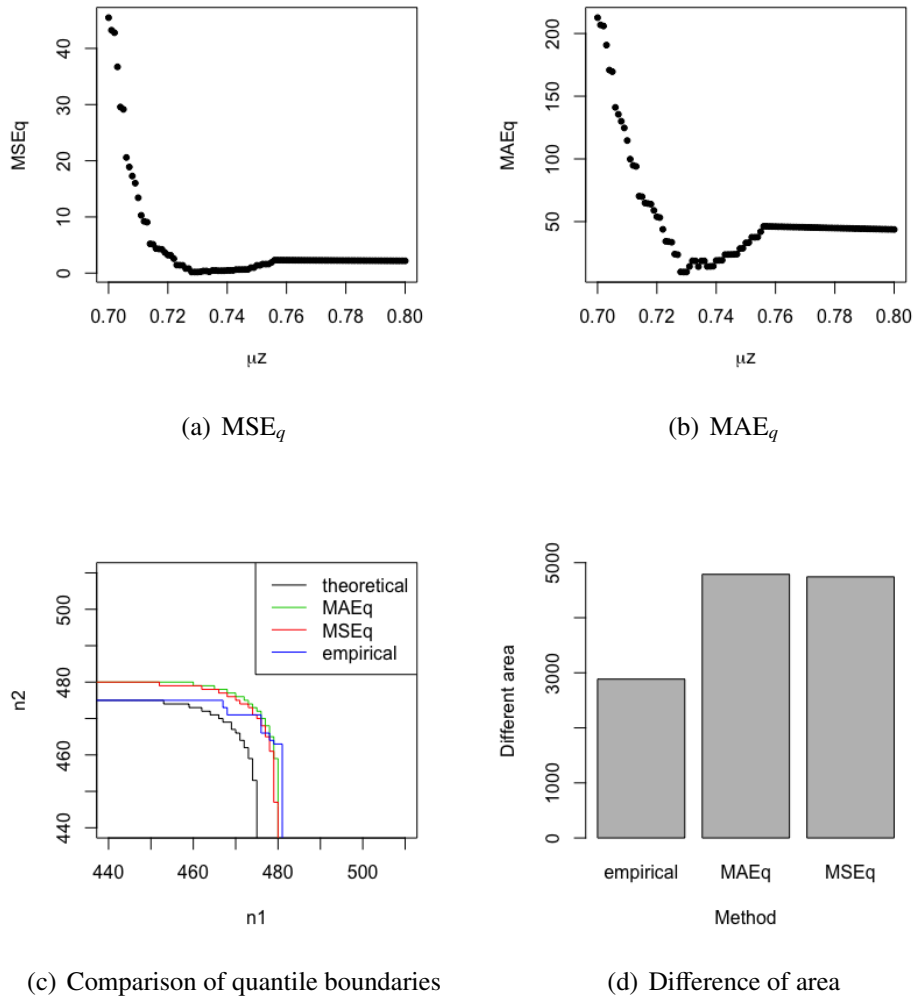 MSEq
0 10 20 30 40
0.70 0.72 0.74 0.76 0.78 0.80
μz
(a) MSEq
MAEq
50 100 150 200
0.70 0.72 0.74 0.76 0.78 0.80
μz
(b) MAEq
n2
440 460 480 500
theoretical
MAEq
MSEq
empirical
440 460 480 500
n1
(c) Comparison of quantile boundaries
Different area
0 1000 3000 5000
empirical MAEq MSEq
Method
(d) Difference of area